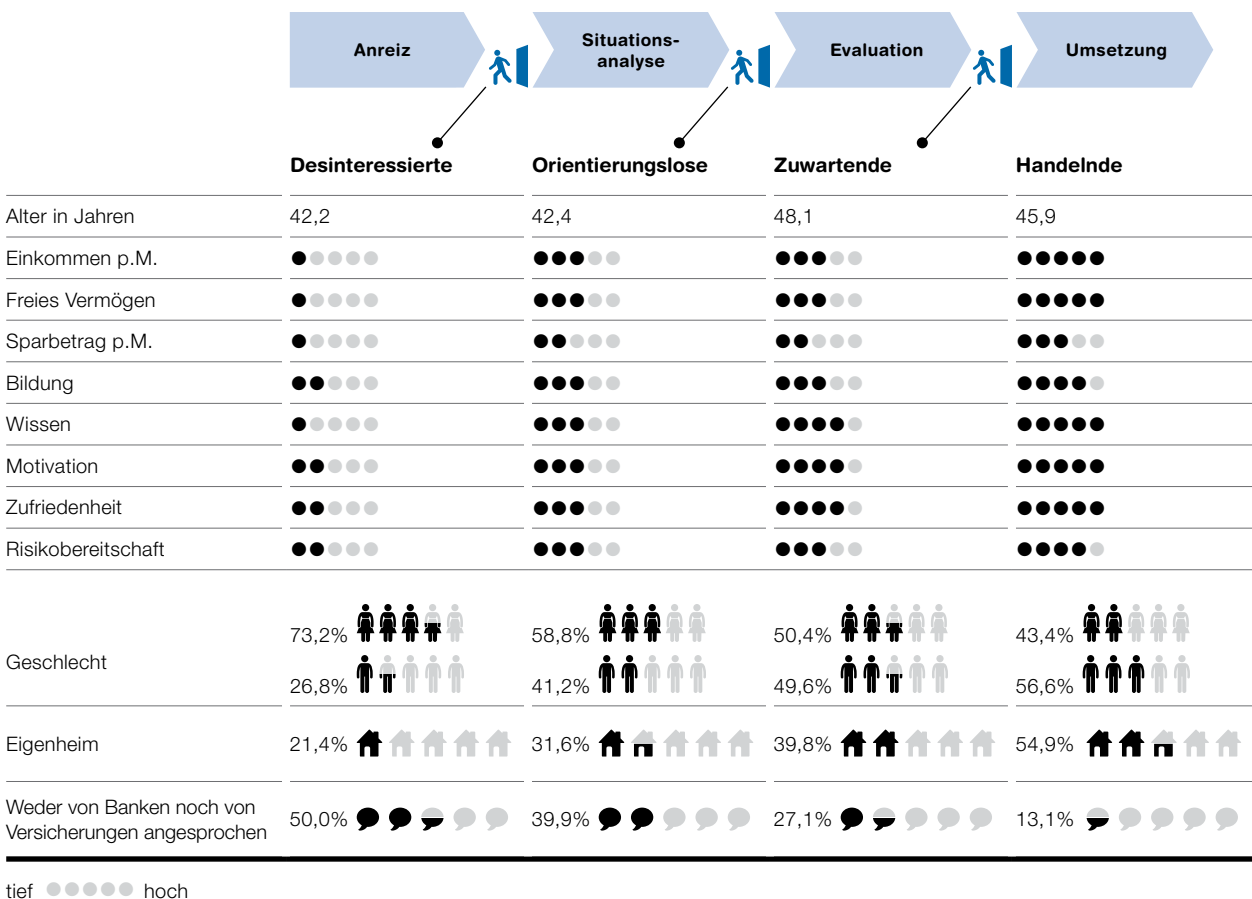 Anreiz
Situations-
analyse
Evaluation
Umsetzung
Desinteressierte
Orientierungslose
Zuwartende
Handelnde
Alter in Jahren
42,2
42,4
48,1
45,9
Einkommen p.M.
Freies Vermögen
Sparbetrag p.M.
Bildung
Wissen
Motivation
Zufriedenheit
Risikobereitschaft
Geschlecht
73,2%
58,8%
50,4%
43,4%
26,8%
41,2%
49,6%
56,6%
Eigenheim
21,4%
31,6%
39,8%
54,9%
Weder von Banken noch von
Versicherungen angesprochen
50,0%
39,9%
27,1%
13,1%
tief
hoch